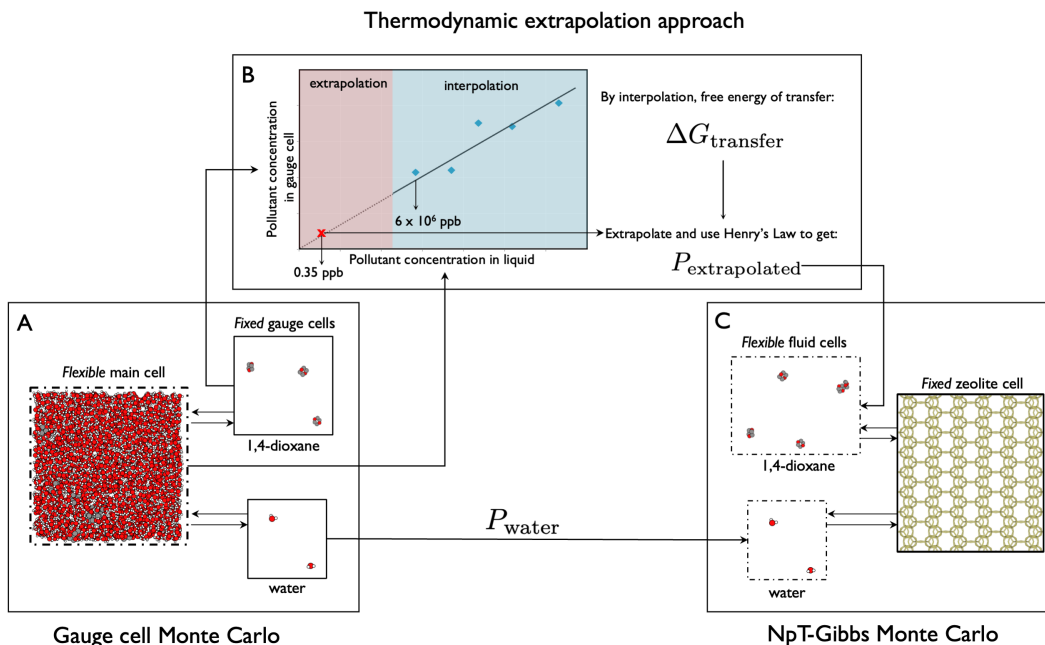 Thermodynamic extrapolation approach
B
extrapolation
interpolation
Pollutant concentration
in gauge cell
6 x 10⁶ ppb
0.35 ppb
Pollutant concentration in liquid
By interpolation, free energy of transfer:
ΔG_transfer
Extrapolate and use Henry's Law to get:
P_extrapolated
A
Fixed gauge cells
Flexible main cell
1,4-dioxane
water
P_water
C
Flexible fluid cells
Fixed zeolite cell
1,4-dioxane
water
Gauge cell Monte Carlo
NpT-Gibbs Monte Carlo